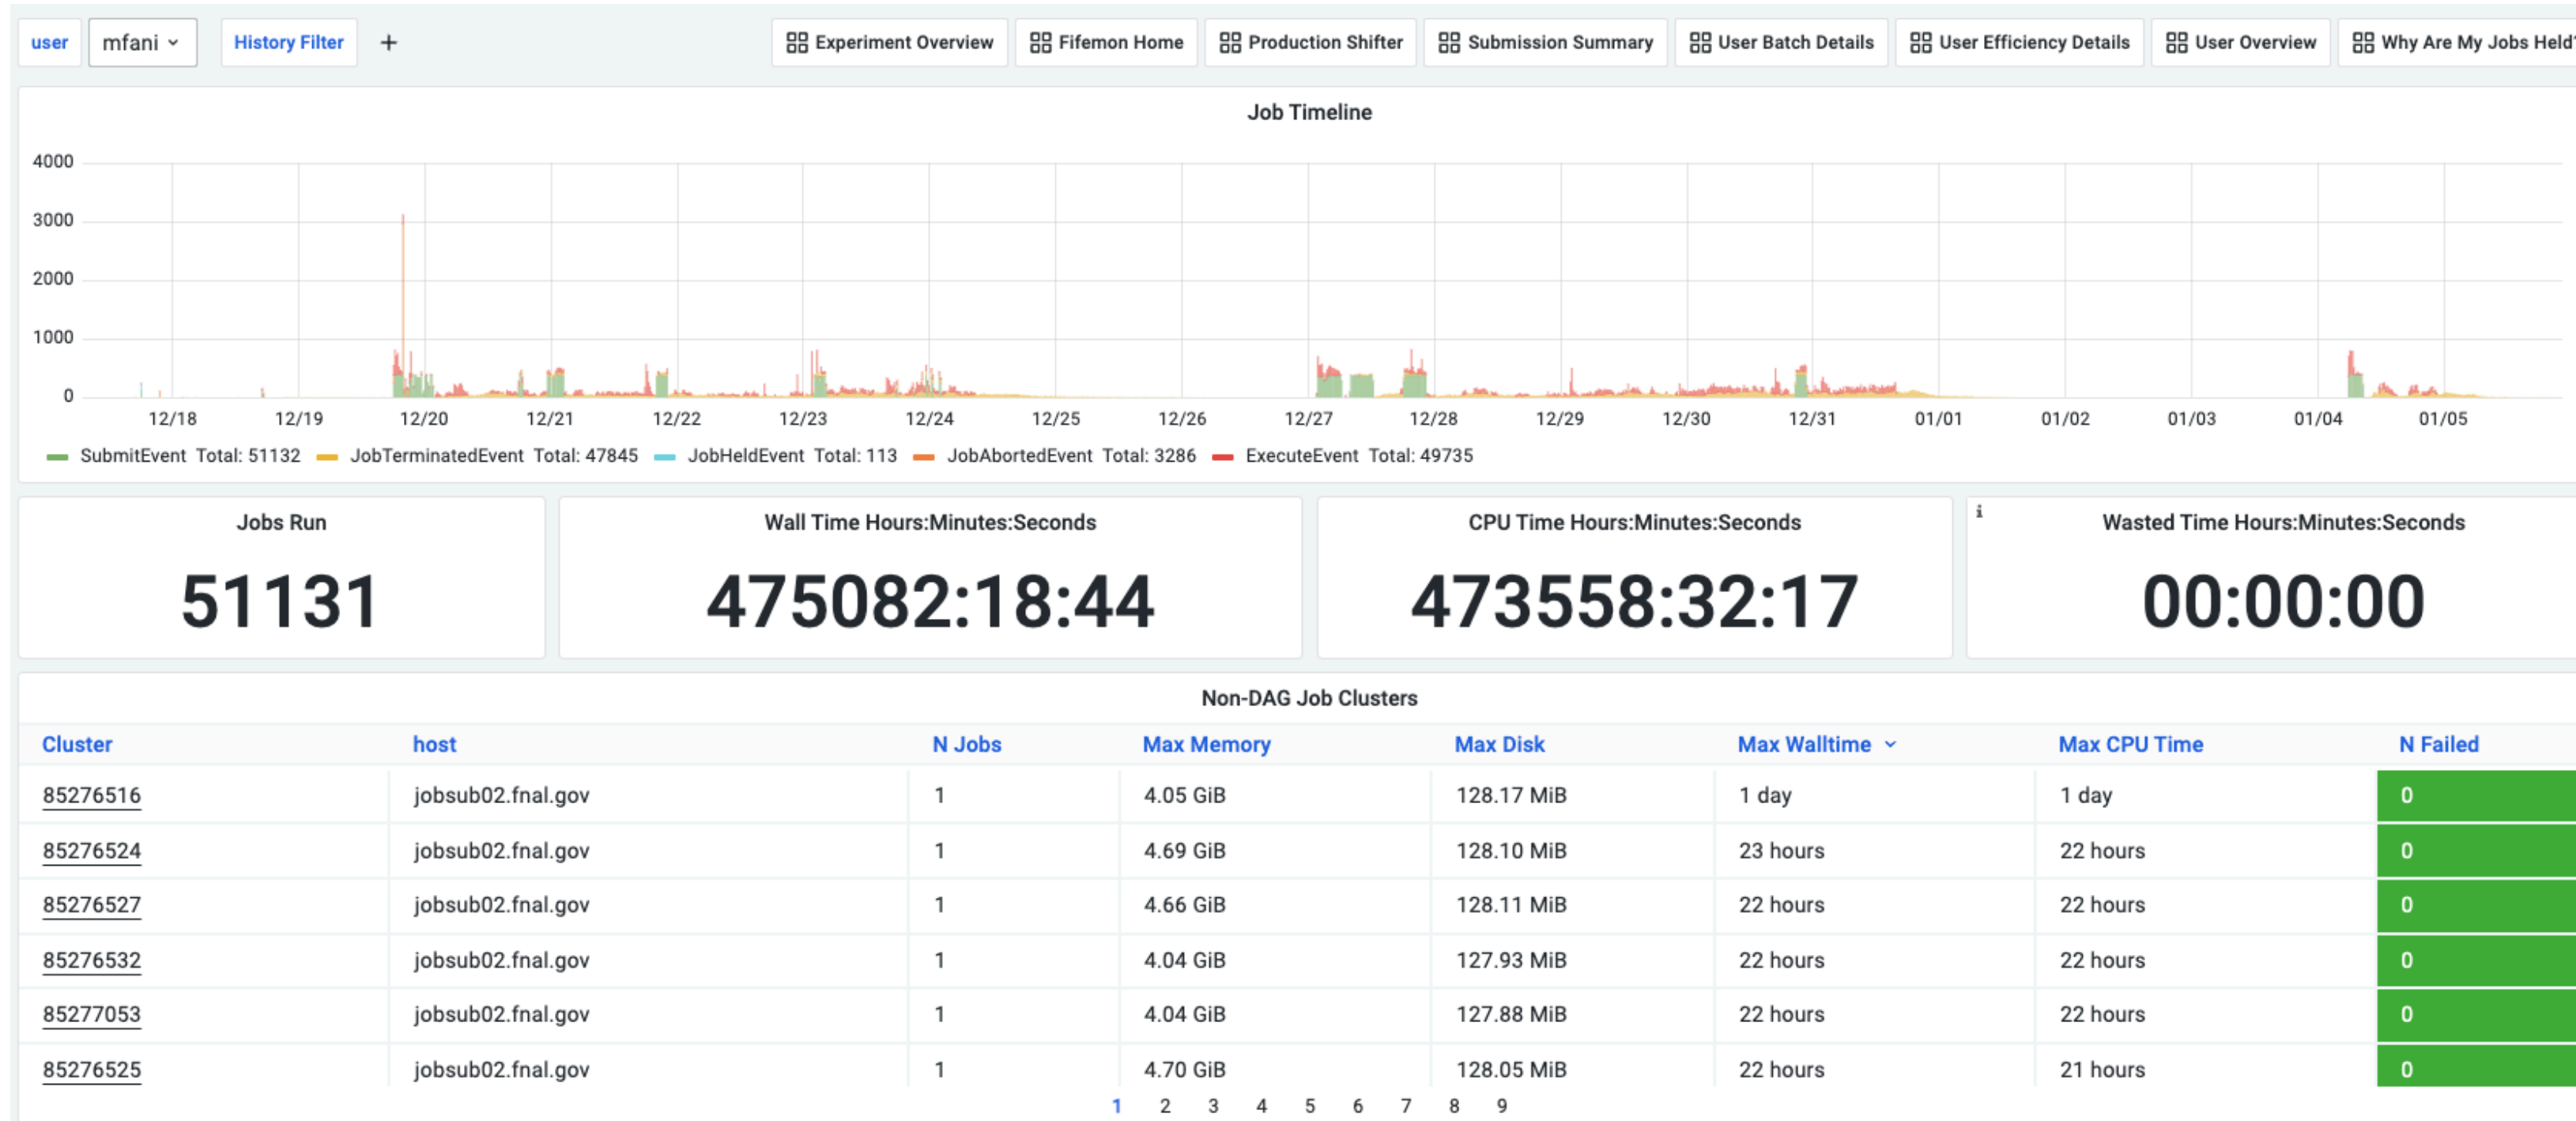 user mfani History Filter + Experiment Overview Fifemon Home Production Shifter Submission Summary User Batch Details User Efficiency Details User Overview Why Are My Jobs Held?
Job Timeline
4000
3000
2000
1000
0
12/18 12/19 12/20 12/21 12/22 12/23 12/24 12/25 12/26 12/27 12/28 12/29 12/30 12/31 01/01 01/02 01/03 01/04 01/05
SubmitEvent Total: 51132 JobTerminatedEvent Total: 47845 JobHeldEvent Total: 113 JobAbortedEvent Total: 3286 ExecuteEvent Total: 49735
Jobs Run Wall Time Hours:Minutes:Seconds CPU Time Hours:Minutes:Seconds i Wasted Time Hours:Minutes:Seconds
51131 475082:18:44 473558:32:17 00:00:00
Non-DAG Job Clusters
Cluster host N Jobs Max Memory Max Disk Max Walltime Max CPU Time N Failed
85276516 jobsub02.fnal.gov 1 4.05 GiB 128.17 MiB 1 day 1 day 0
85276524 jobsub02.fnal.gov 1 4.69 GiB 128.10 MiB 23 hours 22 hours 0
85276527 jobsub02.fnal.gov 1 4.66 GiB 128.11 MiB 22 hours 22 hours 0
85276532 jobsub02.fnal.gov 1 4.04 GiB 127.93 MiB 22 hours 22 hours 0
85277053 jobsub02.fnal.gov 1 4.04 GiB 127.88 MiB 22 hours 22 hours 0
85276525 jobsub02.fnal.gov 1 4.70 GiB 128.05 MiB 22 hours 21 hours 0
1 2 3 4 5 6 7 8 9